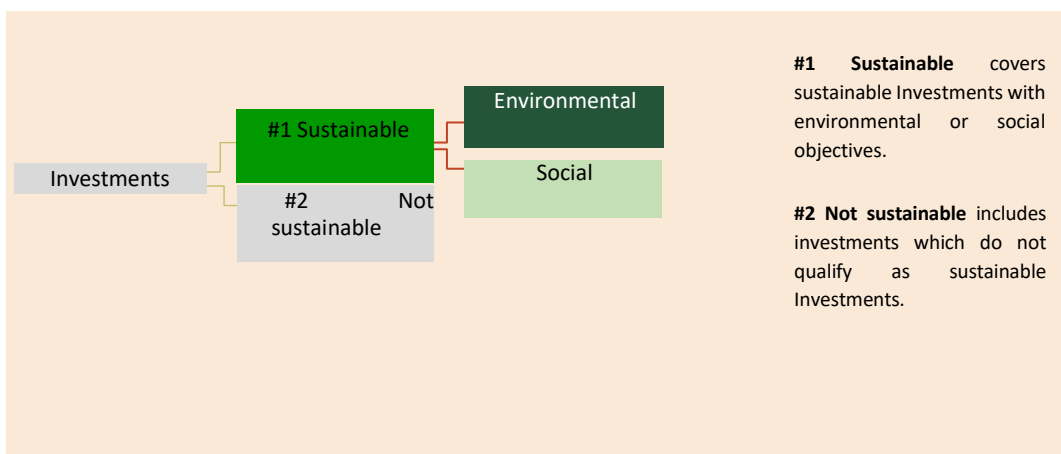 Investments
#1 Sustainable
#2 Not
sustainable
Environmental
Social
#1 Sustainable covers
sustainable Investments with
environmental or social
objectives.
#2 Not sustainable includes
investments which do not
qualify as sustainable
Investments.